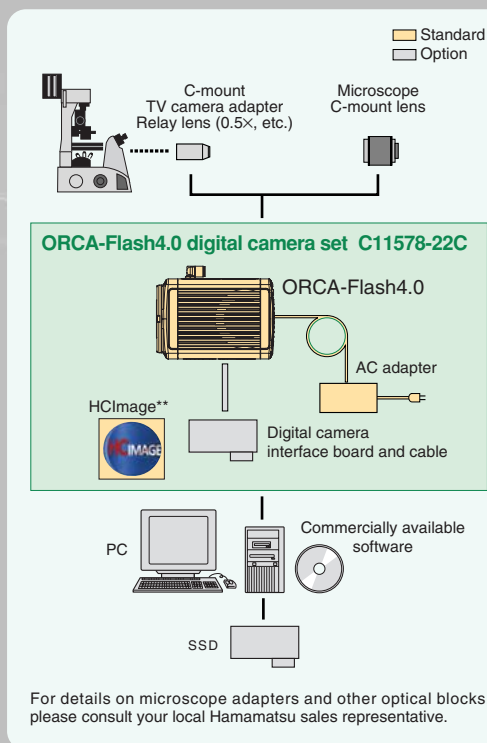 Standard
Option
C-mount
TV camera adapter
Relay lens (0.5×, etc.)
Microscope
C-mount lens
ORCA-Flash4.0 digital camera set C11578-22C
ORCA-Flash4.0
AC adapter
HCImage**
HCIMAGE
Digital camera
interface board and cable
PC
Commercially available
software
SSD
For details on microscope adapters and other optical blocks
please consult your local Hamamatsu sales representative.